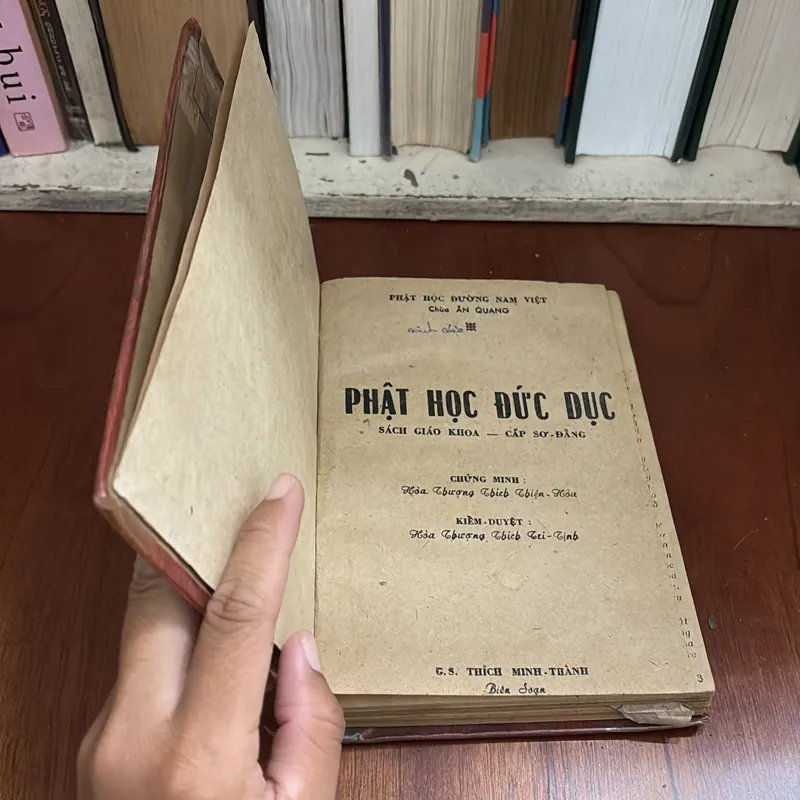 hui
PHẬT HỌC ĐƯỜNG NAM VIỆT
Chùa ẤN QUANG
PHẬT HỌC ĐỨC DỤC
SÁCH GIÁO KHOA — CẤP SƠ-ĐẲNG
CHỨNG MINH :
Hòa Thượng Thích Thiện-Hòa
KIỂM-DUYỆT :
Hòa Thượng Thích Trí-Tịnh
G.S. THÍCH MINH-THÀNH
Biên Soạn
3